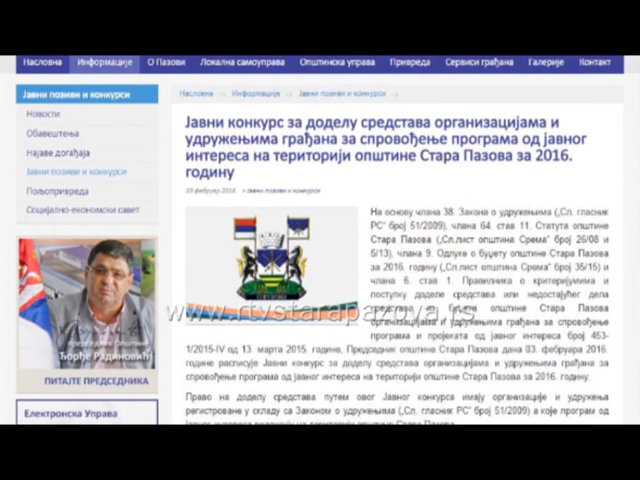 Насловна Информације О Пазови Локална самоуправа Општинска управа Привреда Сервиси грађана Галерије Контакт
Јавни позиви и конкурси
Новости
Обавештења
Најаве догађаја
Јавни позиви и конкурси
Пољопривреда
Социјално-економски савет
председник Општине
Ђорђе Радиновић
ПИТАЈТЕ ПРЕДСЕДНИКА
Електронска Управа
Насловна → Информације → Јавни позиви и конкурси →
Јавни конкурс за доделу средстава организацијама и
удружењима грађана за спровођење програма од јавног
интереса на територији општине Стара Пазова за 2016.
годину
03 фебруар 2016 • Јавни позиви и конкурси
На основу члана 38. Закона о удружењима („Сл. гласник
РС" број 51/2009), члана 64. став 11. Статута општине
Стара Пазова („Сл.лист општина Срема" број 26/08 и
5/13), члана 9. Одлуке о буџету општине Стара Пазова
за 2016. годину („Сл.лист општина Срема" број 35/15) и
члана 6. став 1. Правилника о критеријумима и
поступку доделе средстава или недостајућег дела
средстава из буџета општине Стара Пазова
организацијама и удружењима грађана за спровођење
програма и пројеката од јавног интереса број 453-
1/2015-IV од 13. марта 2015. године, Председник општине Стара Пазова дана 03. фебруара 2016.
године расписује Јавни конкурс за доделу средстава организацијама и удружењима грађана за
спровођење програма од јавног интереса на територији општине Стара Пазова за 2016. годину.
Право на доделу средстава путем овог Јавног конкурса имају организације и удружења
регистроване у складу са Законом о удружењима („Сл. гласник РС" број 51/2009) а које програм од
www.rtvstarapazova.rs